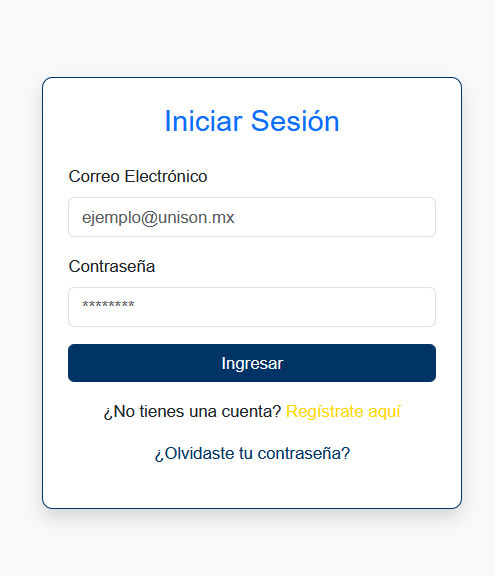 Iniciar Sesión
Correo Electrónico
ejemplo@unison.mx
Contraseña
********
Ingresar
¿No tienes una cuenta? Regístrate aquí
¿Olvidaste tu contraseña?